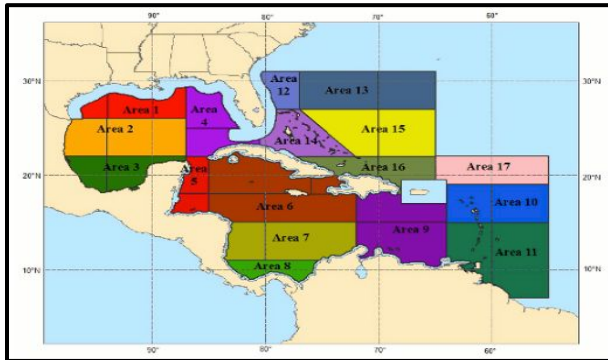 90° 80° 70° 60°
30°N 30°N
20°N 20°N
10°N 10°N
Area 1
Area 2
Area 3
Area 4
Area 5
Area 6
Area 7
Area 8
Area 9
Area 10
Area 11
Area
12
Area 13
Area 14
Area 15
Area 16
Area 17
90° 80° 70° 60°